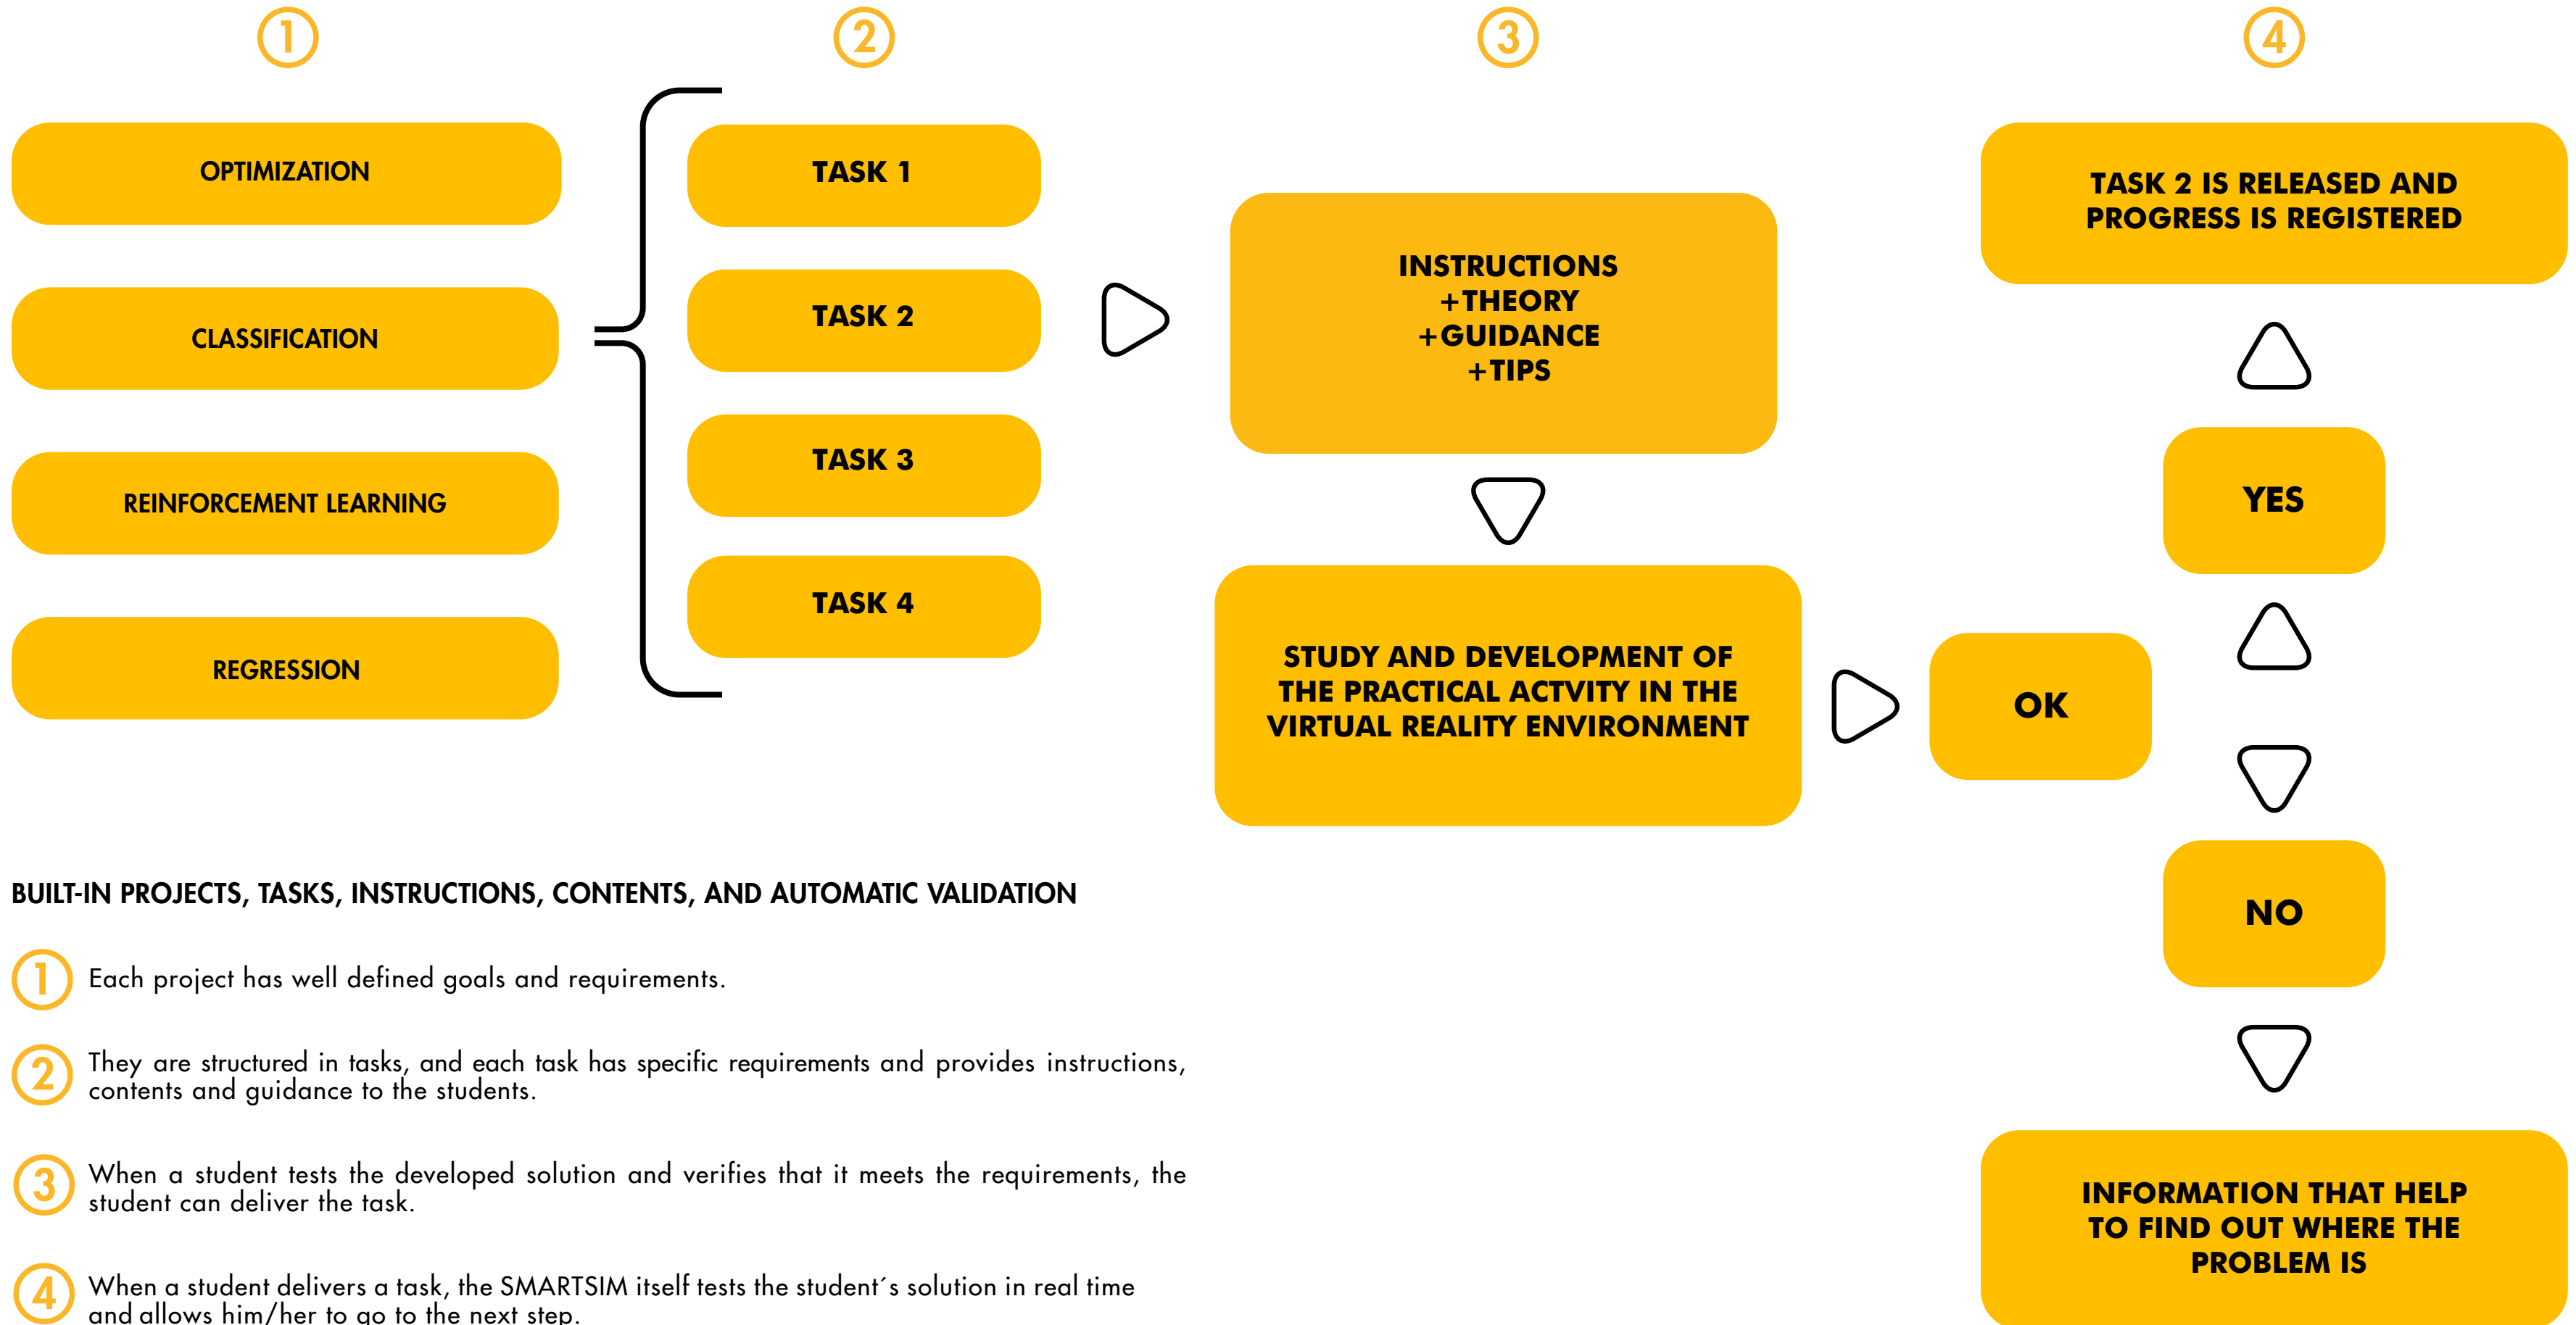 1
2
3
4
OPTIMIZATION
CLASSIFICATION
REINFORCEMENT LEARNING
REGRESSION
TASK 1
TASK 2
TASK 3
TASK 4
INSTRUCTIONS
+THEORY
+GUIDANCE
+TIPS
STUDY AND DEVELOPMENT OF
THE PRACTICAL ACTVITY IN THE
VIRTUAL REALITY ENVIRONMENT
OK
TASK 2 IS RELEASED AND
PROGRESS IS REGISTERED
YES
NO
INFORMATION THAT HELP
TO FIND OUT WHERE THE
PROBLEM IS
BUILT-IN PROJECTS, TASKS, INSTRUCTIONS, CONTENTS, AND AUTOMATIC VALIDATION
1 Each project has well defined goals and requirements.
2 They are structured in tasks, and each task has specific requirements and provides instructions,
contents and guidance to the students.
3 When a student tests the developed solution and verifies that it meets the requirements, the
student can deliver the task.
4 When a student delivers a task, the SMARTSIM itself tests the student´s solution in real time
and allows him/her to go to the next step.